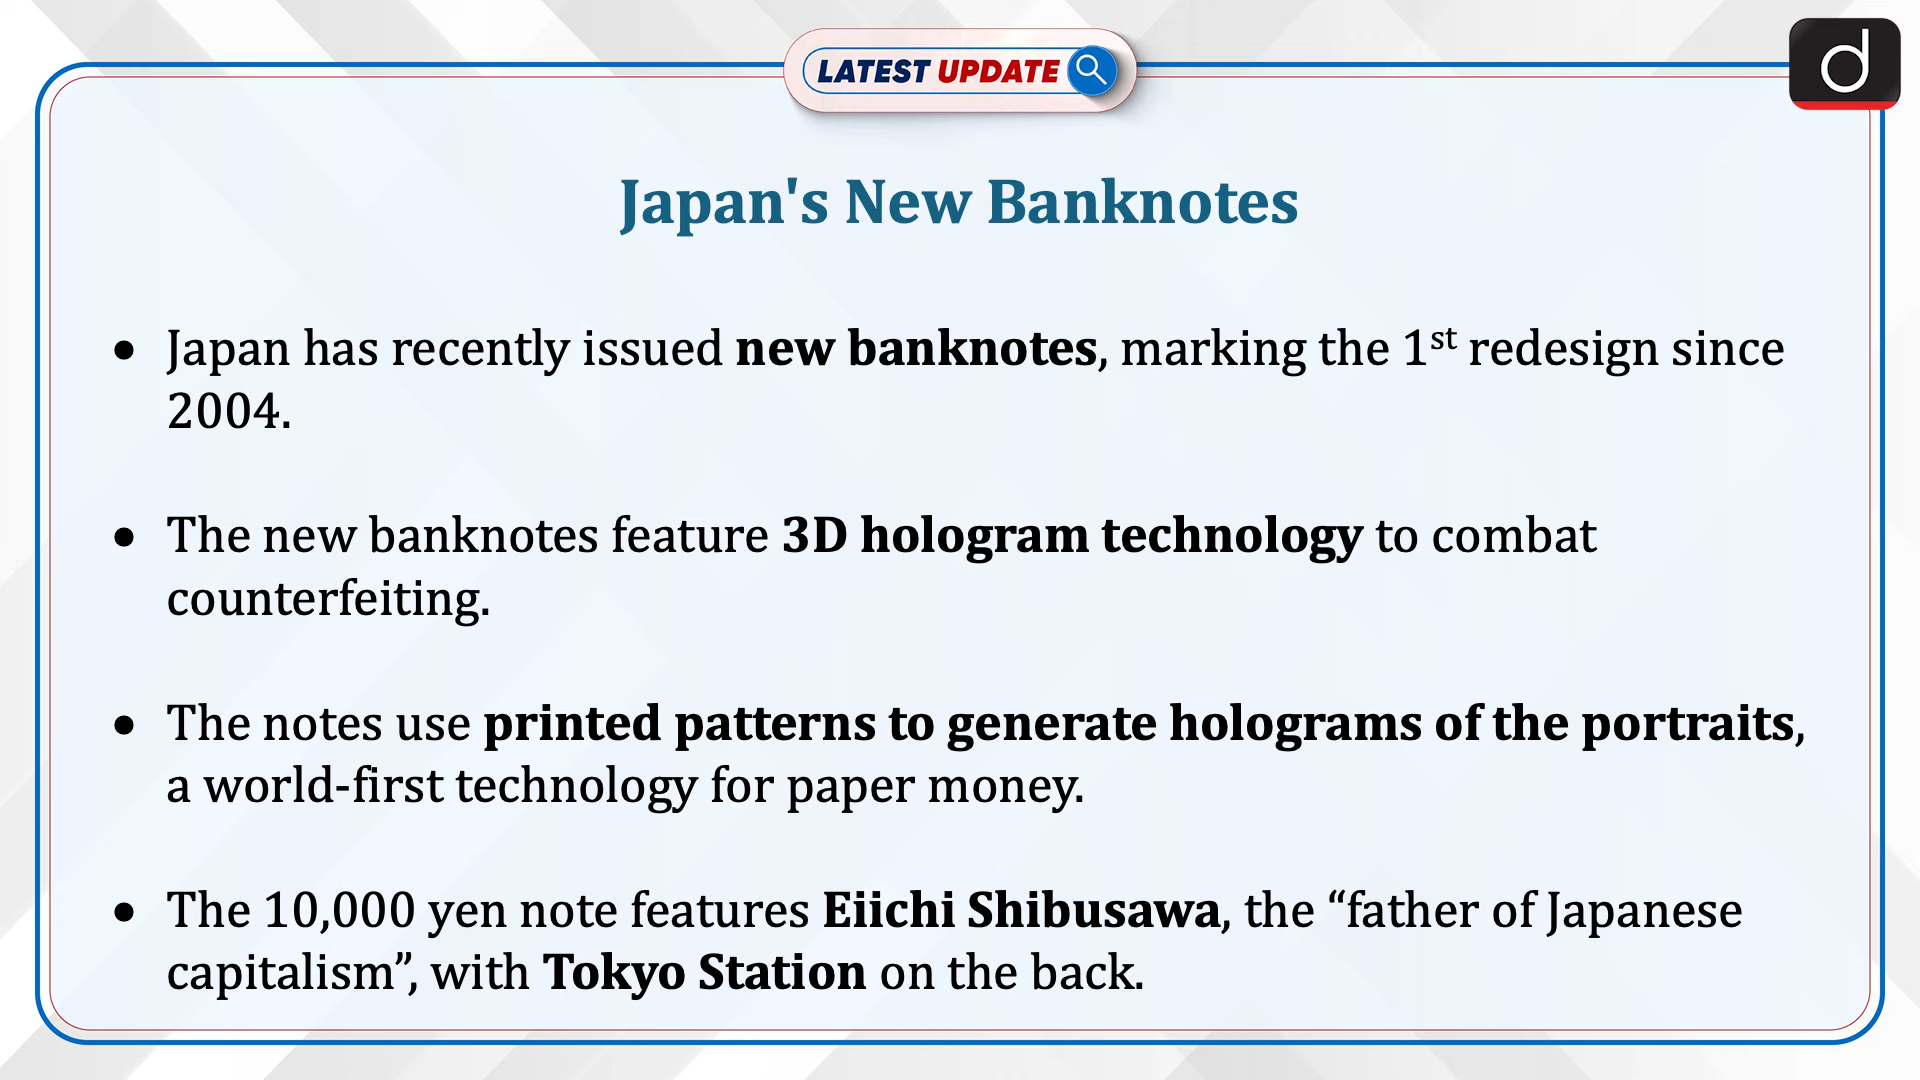 LATEST UPDATE
d
Japan's New Banknotes
● Japan has recently issued new banknotes, marking the 1st redesign since
2004.
● The new banknotes feature 3D hologram technology to combat
counterfeiting.
● The notes use printed patterns to generate holograms of the portraits,
a world-first technology for paper money.
● The 10,000 yen note features Eiichi Shibusawa, the “father of Japanese
capitalism”, with Tokyo Station on the back.